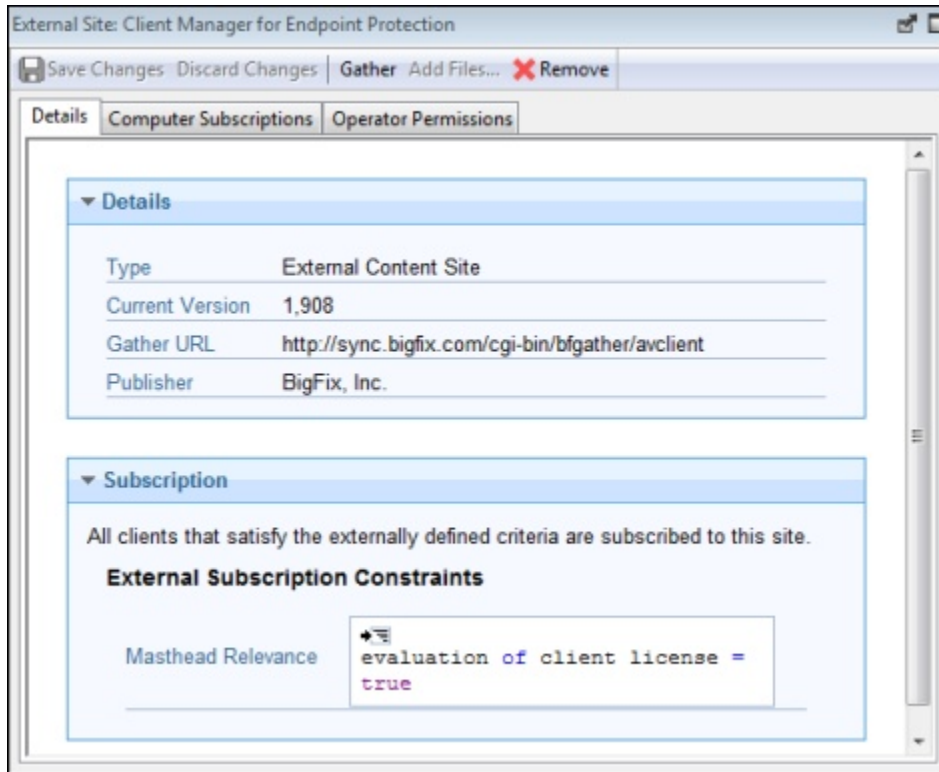 External Site: Client Manager for Endpoint Protection
Save Changes Discard Changes Gather Add Files... Remove
Details Computer Subscriptions Operator Permissions
Details
Type External Content Site
Current Version 1,908
Gather URL http://sync.bigfix.com/cgi-bin/bfgather/avclient
Publisher BigFix, Inc.
Subscription
All clients that satisfy the externally defined criteria are subscribed to this site.
External Subscription Constraints
Masthead Relevance
evaluation of client license =
true